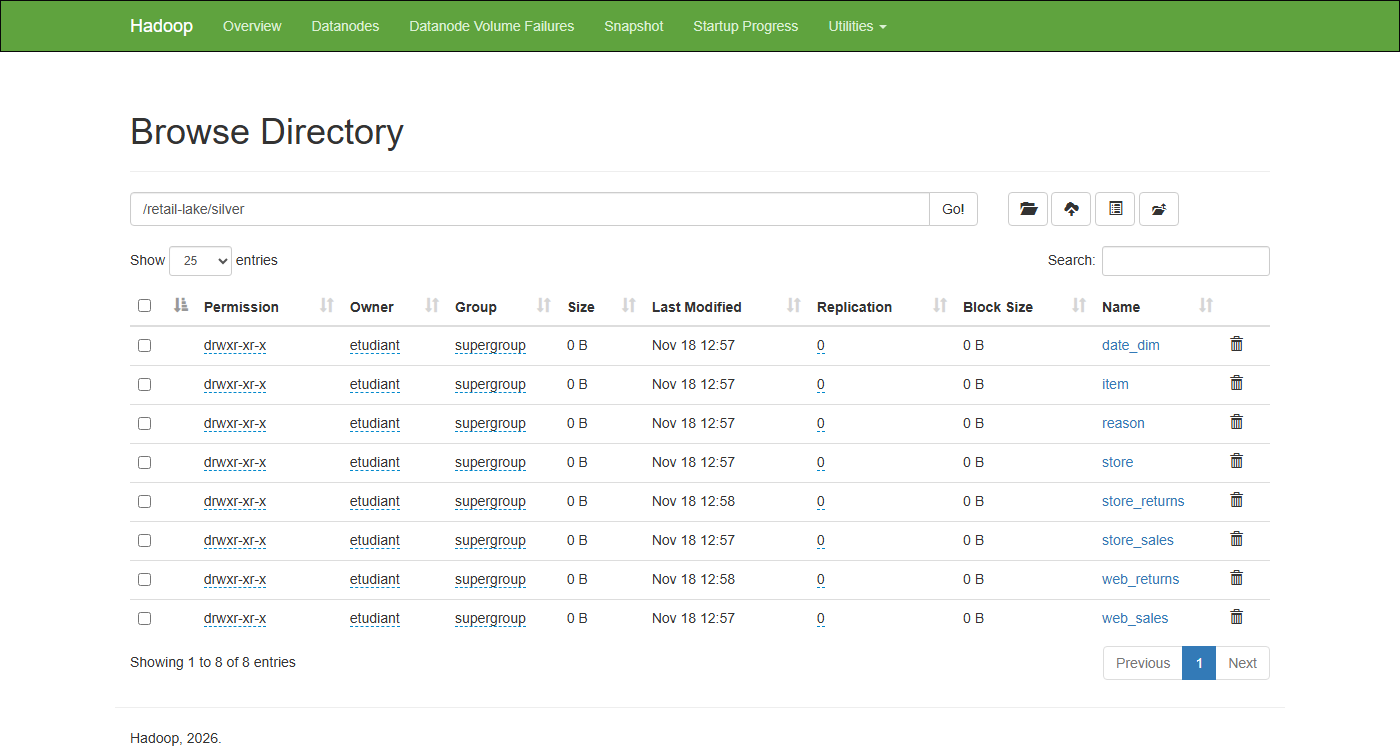 Hadoop Overview Datanodes Datanode Volume Failures Snapshot Startup Progress Utilities
Browse Directory
/retail-lake/silver Go!
Show 25 entries Search:
Permission Owner Group Size Last Modified Replication Block Size Name
drwxr-xr-x etudiant supergroup 0 B Nov 18 12:57 0 0 B date_dim
drwxr-xr-x etudiant supergroup 0 B Nov 18 12:57 0 0 B item
drwxr-xr-x etudiant supergroup 0 B Nov 18 12:57 0 0 B reason
drwxr-xr-x etudiant supergroup 0 B Nov 18 12:57 0 0 B store
drwxr-xr-x etudiant supergroup 0 B Nov 18 12:58 0 0 B store_returns
drwxr-xr-x etudiant supergroup 0 B Nov 18 12:57 0 0 B store_sales
drwxr-xr-x etudiant supergroup 0 B Nov 18 12:58 0 0 B web_returns
drwxr-xr-x etudiant supergroup 0 B Nov 18 12:57 0 0 B web_sales
Showing 1 to 8 of 8 entries Previous 1 Next
Hadoop, 2026.